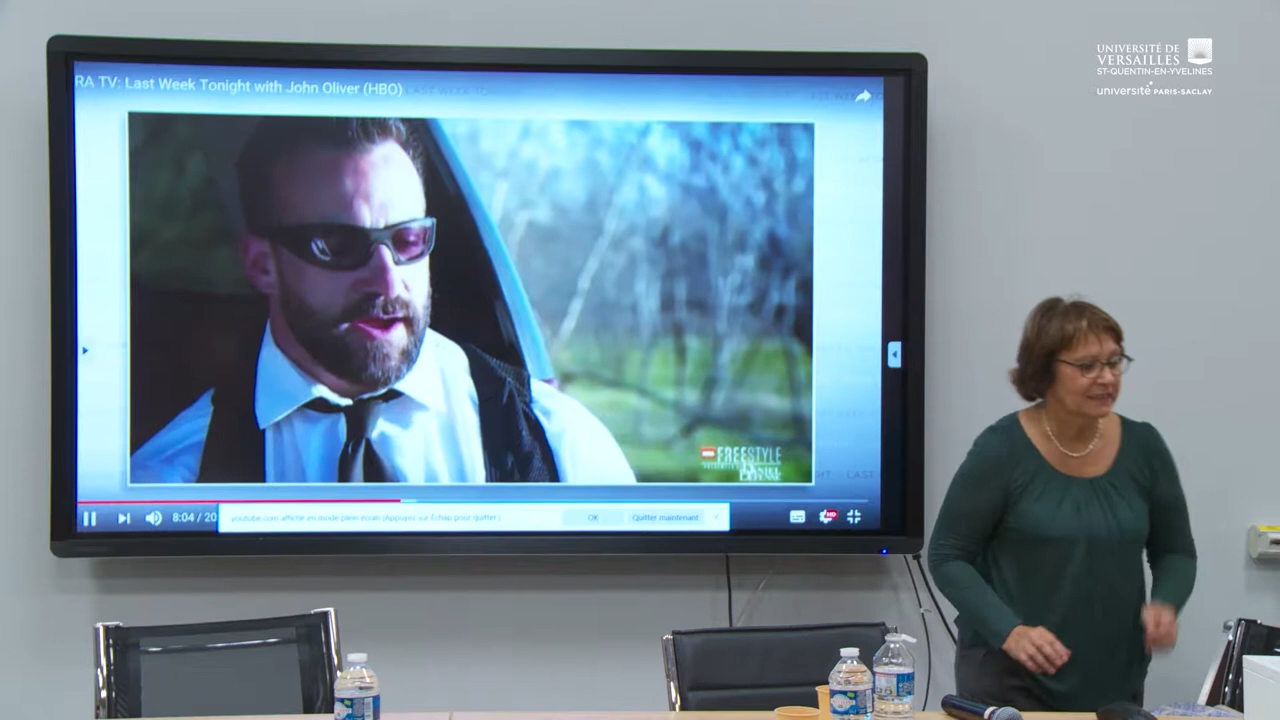 UNIVERSITÉ DE
VERSAILLES
ST-QUENTIN-EN-YVELINES
université PARIS-SACLAY
RA TV: Last Week Tonight with John Oliver (HBO)
FREESTYLE
DEFENSE
8:04 / 20
youtube.com affiche en mode plein écran (Appuyez sur Échap pour quitter.)
OK
Quitter maintenant
HD